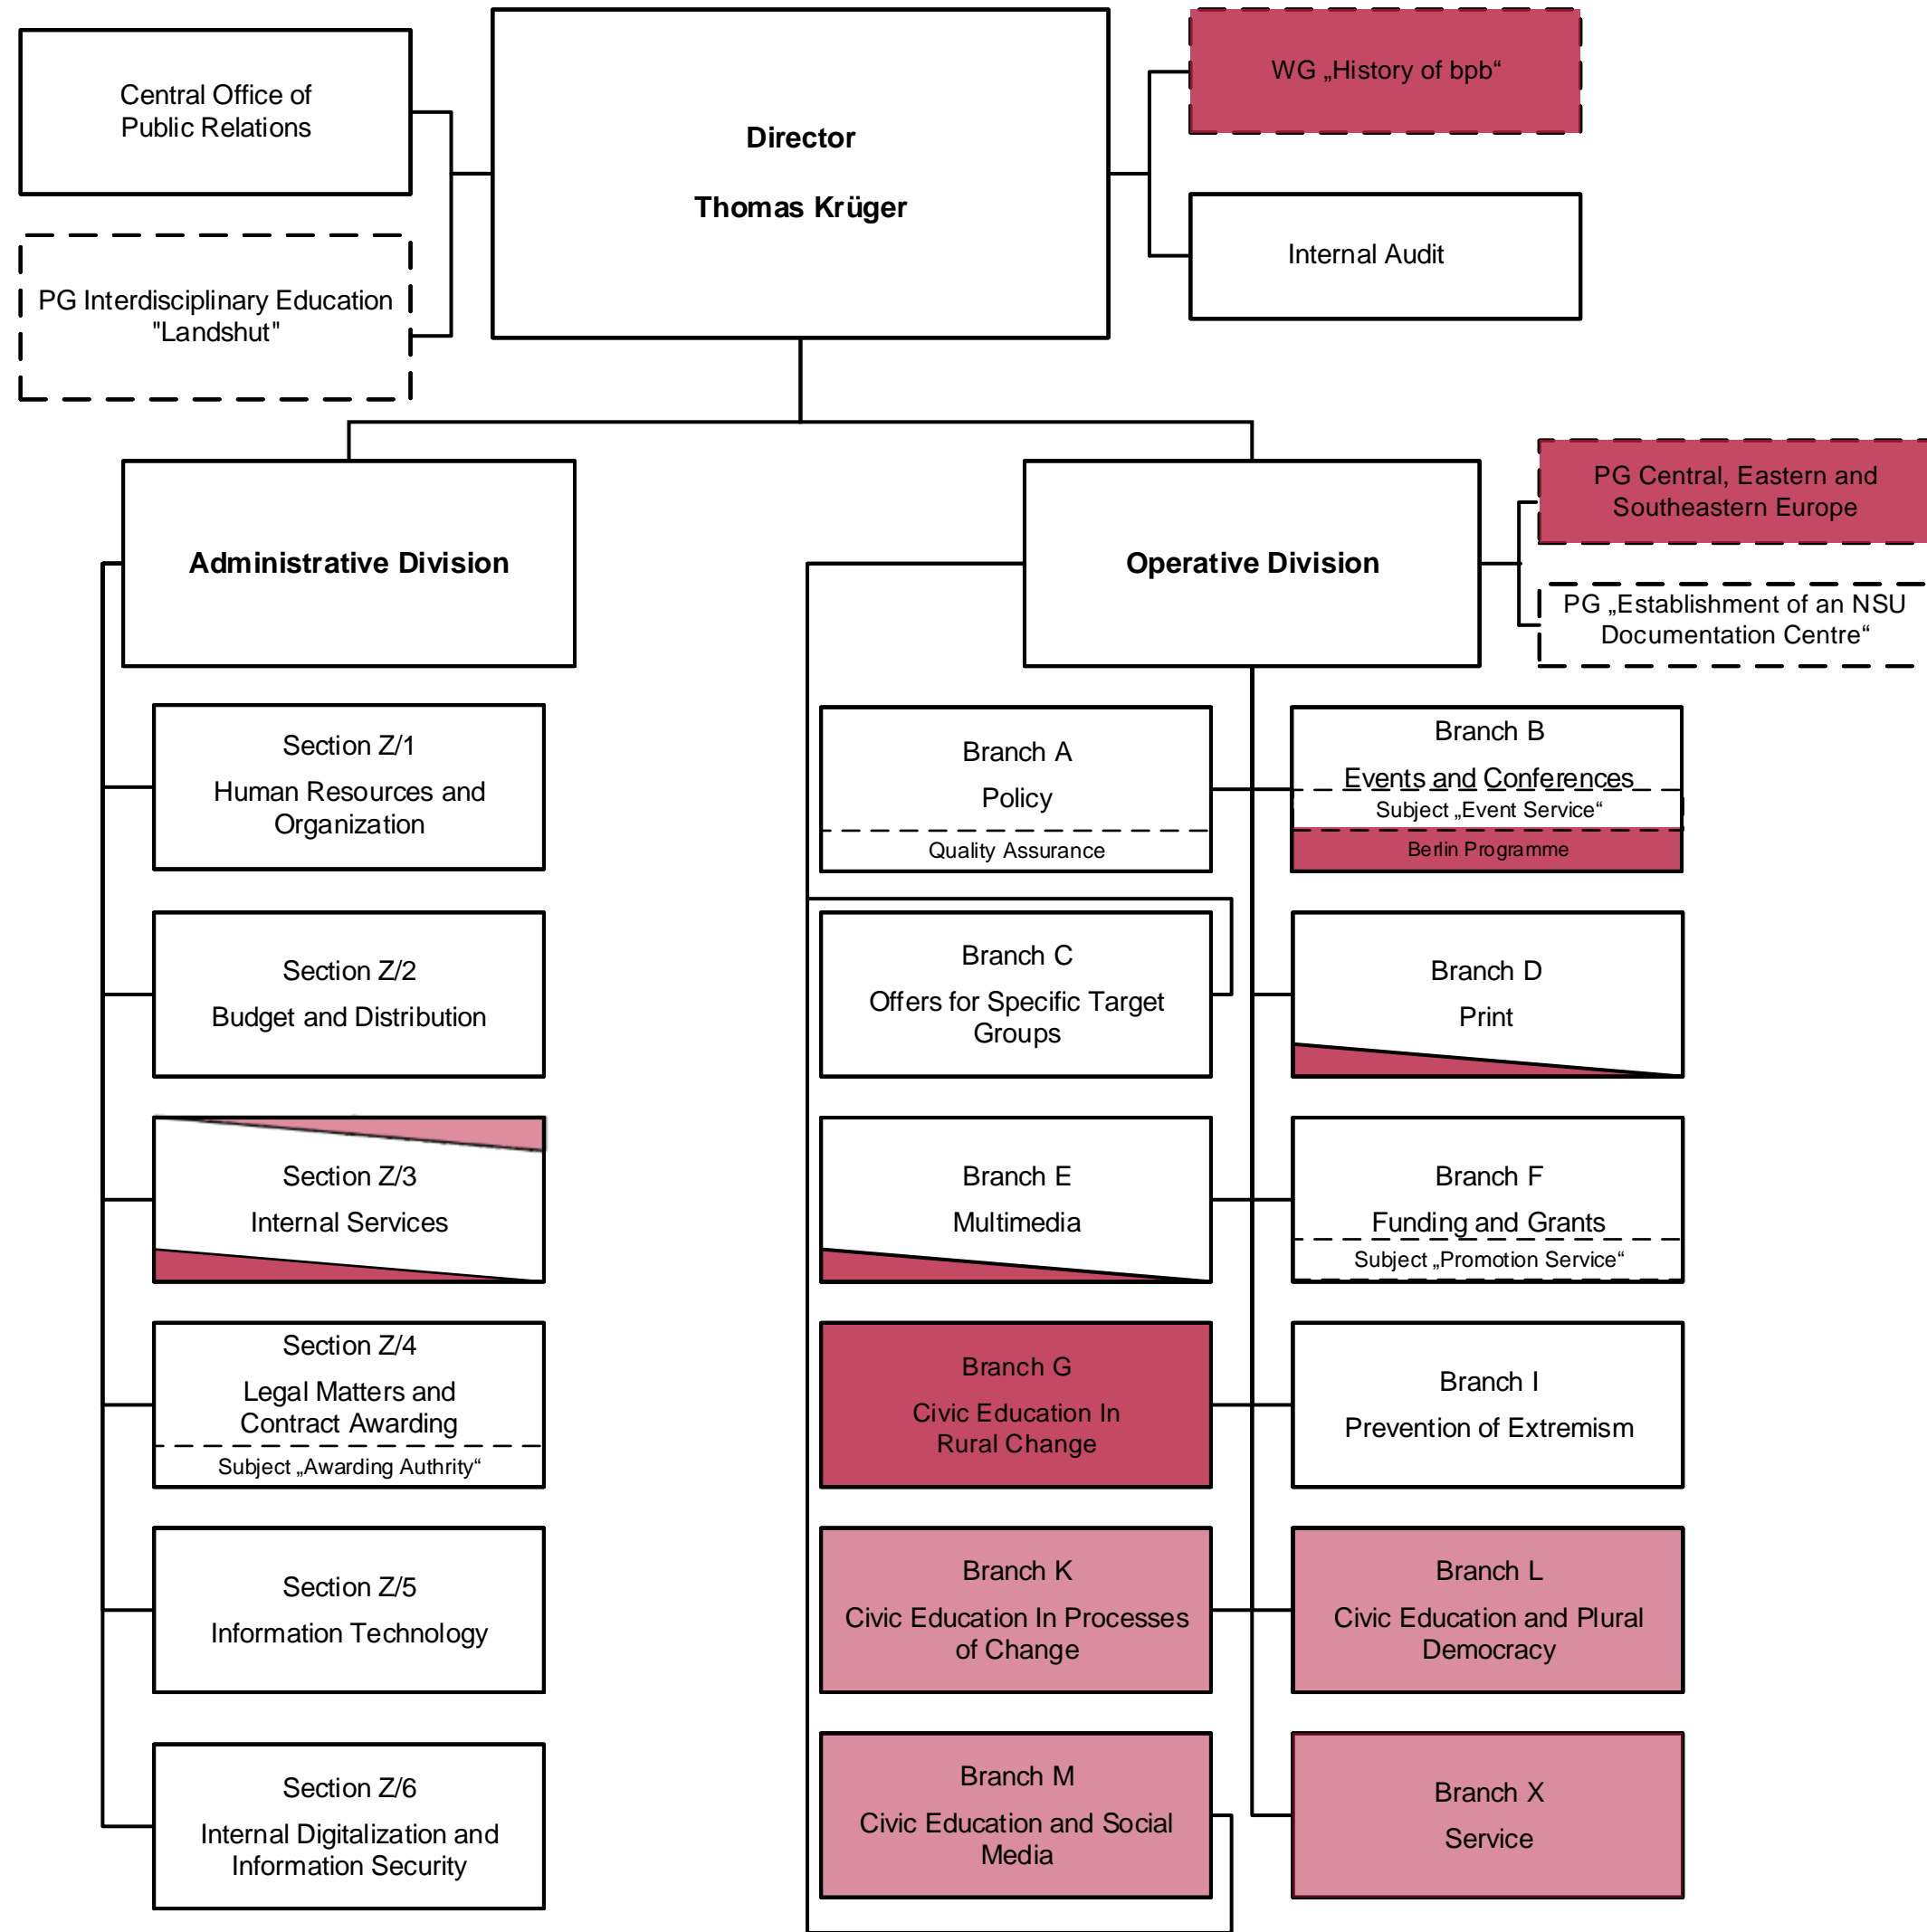 Central Office of
Public Relations
Director
Thomas Krüger
WG „History of bpb“
Internal Audit
PG Interdisciplinary Education
"Landshut"
Administrative Division
Operative Division
PG Central, Eastern and
Southeastern Europe
PG „Establishment of an NSU
Documentation Centre“
Section Z/1
Human Resources and
Organization
Section Z/2
Budget and Distribution
Section Z/3
Internal Services
Section Z/4
Legal Matters and
Contract Awarding
Subject „Awarding Authrity“
Section Z/5
Information Technology
Section Z/6
Internal Digitalization and
Information Security
Branch A
Policy
Quality Assurance
Branch B
Events and Conferences
Subject „Event Service“
Berlin Programme
Branch C
Offers for Specific Target
Groups
Branch D
Print
Branch E
Multimedia
Branch F
Funding and Grants
Subject „Promotion Service“
Branch G
Civic Education In
Rural Change
Branch I
Prevention of Extremism
Branch K
Civic Education In Processes
of Change
Branch L
Civic Education and Plural
Democracy
Branch M
Civic Education and Social
Media
Branch X
Service